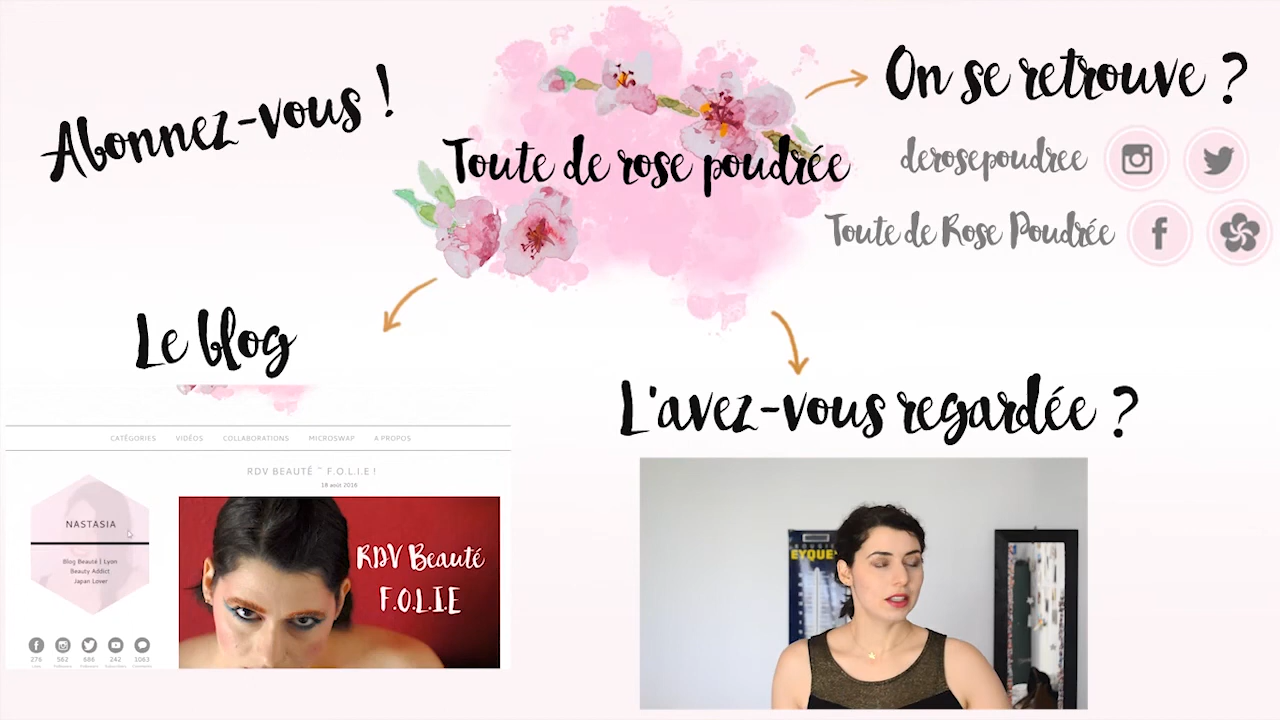 Abonnez-vous !
Toute de rose poudrée
On se retrouve ?
derosepoudree
Toute de Rose Poudrée
Le blog
CATÉGORIES VIDÉOS COLLABORATIONS MICROSWAP A PROPOS
RDV BEAUTÉ ~ F.O.L.I.E !
18 août 2016
NASTASIA
Blog Beauté | Lyon
Beauty Addict
Japan Lover
276 562 686 242 1063
RDV Beauté
F.O.L.I.E
L'avez-vous regardée ?
BOUGIE
EYQUE